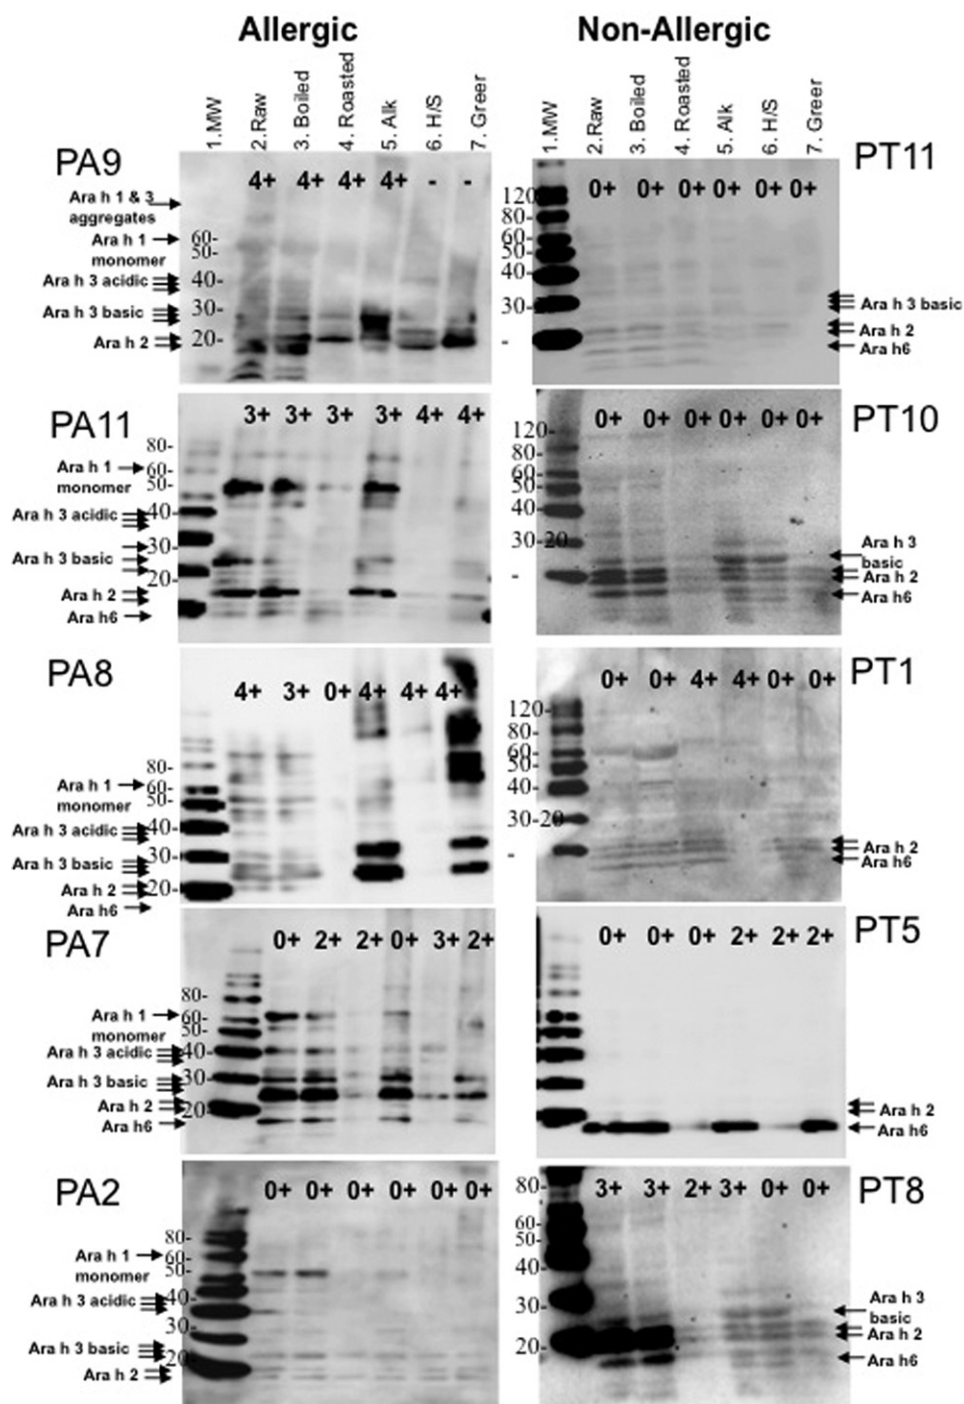 Allergic
Non-Allergic
1.MW
2.Raw
3. Boiled
4. Roasted
5. Alk
6. H/S
7. Greer
1.MW
2.Raw
3. Boiled
4. Roasted
5. Alk
6. H/S
7. Greer
PA9
4+ 4+ 4+ 4+ - -
Ara h 1 & 3
aggregates
Ara h 1
monomer
Ara h 3 acidic
Ara h 3 basic
Ara h 2
60-
50-
40-
30-
20-
PT11
0+ 0+ 0+ 0+ 0+ 0+
120
80-
60-
50-
40-
30-
-
Ara h 3 basic
Ara h 2
Ara h6
PA11
3+ 3+ 3+ 3+ 4+ 4+
Ara h 1
monomer
Ara h 3 acidic
Ara h 3 basic
Ara h 2
Ara h6
80-
60-
50-
40-
30-
20-
PT10
0+ 0+ 0+ 0+ 0+ 0+
120-
80-
60-
50-
40-
30-20
-
Ara h 3
basic
Ara h 2
Ara h6
PA8
4+ 3+ 0+ 4+ 4+ 4+
Ara h 1
monomer
Ara h 3 acidic
Ara h 3 basic
Ara h 2
Ara h6
80-
60-
50-
40-
30-
20-
PT1
0+ 0+ 4+ 4+ 0+ 0+
120-
80-
60-
50-
40-
30-20
-
Ara h 2
Ara h6
PA7
0+ 2+ 2+ 0+ 3+ 2+
Ara h 1
monomer
Ara h 3 acidic
Ara h 3 basic
Ara h 2
Ara h6
80-
60-
50-
40-
30-
20-
PT5
0+ 0+ 0+ 2+ 2+ 2+
Ara h 2
Ara h6
PA2
0+ 0+ 0+ 0+ 0+ 0+
Ara h 1
monomer
Ara h 3 acidic
Ara h 3 basic
Ara h 2
80-
60-
50-
40-
30-
20-
PT8
3+ 3+ 2+ 3+ 0+ 0+
80-
60-
50-
40-
30-
20-
Ara h 3
basic
Ara h 2
Ara h6